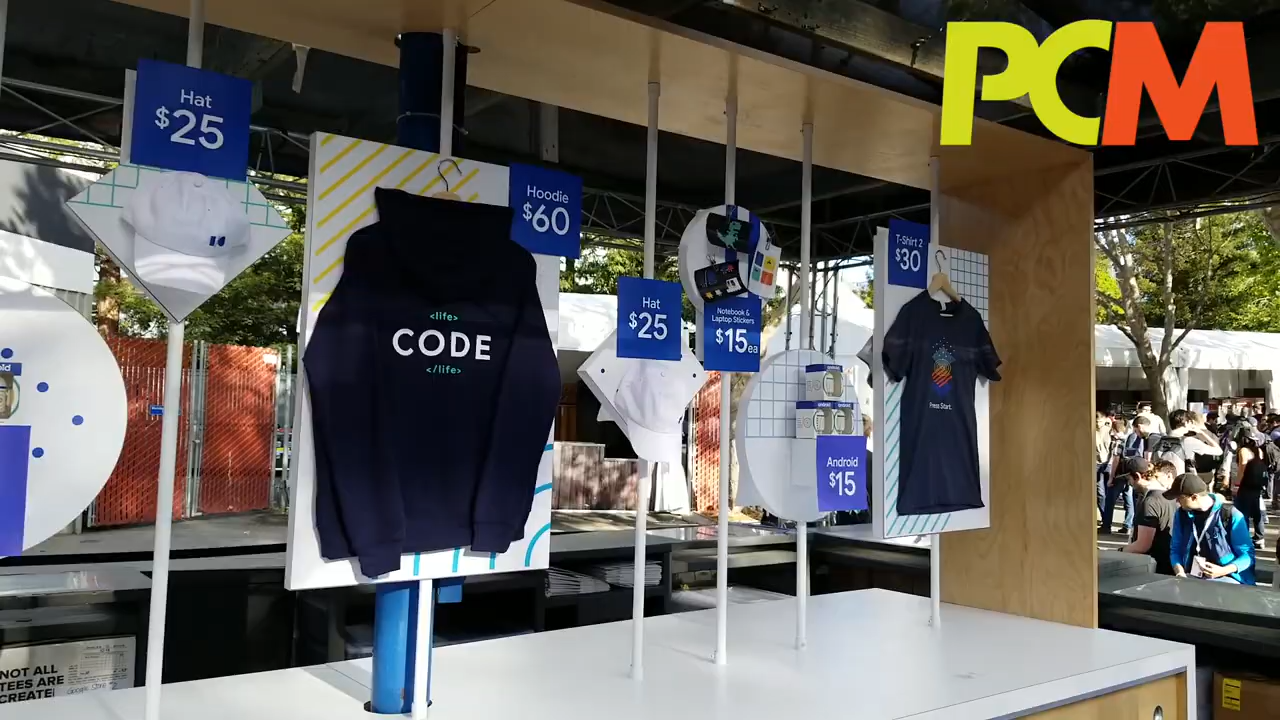 PCM
Hat
$25
Hoodie
$60
<life>
CODE
</life>
Hat
$25
Notebook &
Laptop Stickers
$15ea
T-Shirt 2
$30
Press Start.
Android
$15
NOT ALL
TEES ARE
CREATE